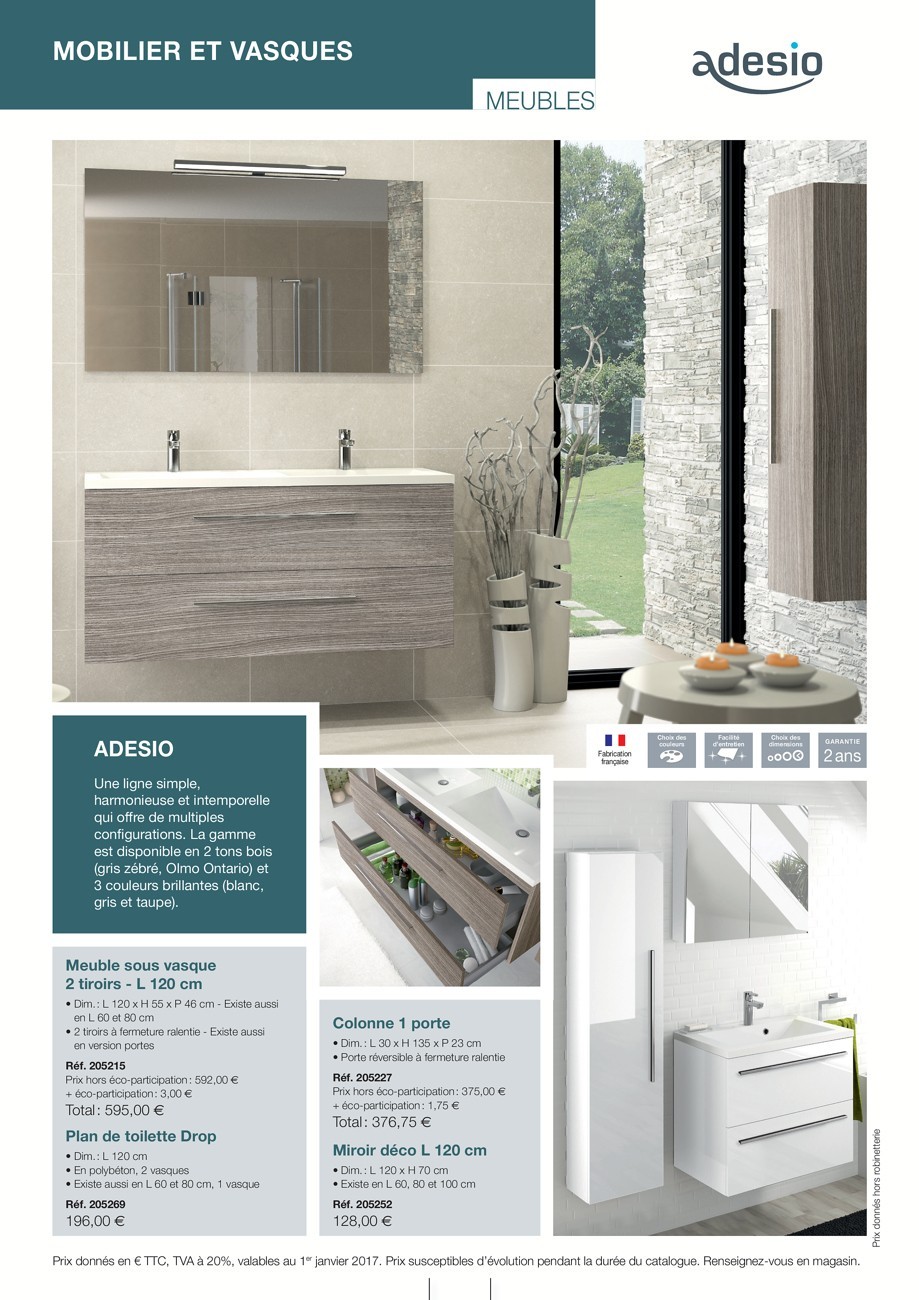 MOBILIER ET VASQUES
adesio
MEUBLES
Fabrication
française
Choix des
couleurs
Facilité
d'entretien
Choix des
dimensions
GARANTIE
2 ans
ADESIO
Une ligne simple,
harmonieuse et intemporelle
qui offre de multiples
configurations. La gamme
est disponible en 2 tons bois
(gris zébré, Olmo Ontario) et
3 couleurs brillantes (blanc,
gris et taupe).
Meuble sous vasque
2 tiroirs - L 120 cm
• Dim. : L 120 x H 55 x P 46 cm - Existe aussi
en L 60 et 80 cm
• 2 tiroirs à fermeture ralentie - Existe aussi
en version portes
Réf. 205215
Prix hors éco-participation : 592,00 €
+ éco-participation : 3,00 €
Total : 595,00 €
Plan de toilette Drop
• Dim. : L 120 cm
• En polybéton, 2 vasques
• Existe aussi en L 60 et 80 cm, 1 vasque
Réf. 205269
196,00 €
Colonne 1 porte
• Dim. : L 30 x H 135 x P 23 cm
• Porte réversible à fermeture ralentie
Réf. 205227
Prix hors éco-participation : 375,00 €
+ éco-participation : 1,75 €
Total : 376,75 €
Miroir déco L 120 cm
• Dim. : L 120 x H 70 cm
• Existe en L 60, 80 et 100 cm
Réf. 205252
128,00 €
Prix donnés hors robinetterie
Prix donnés en € TTC, TVA à 20%, valables au 1er janvier 2017. Prix susceptibles d'évolution pendant la durée du catalogue. Renseignez-vous en magasin.